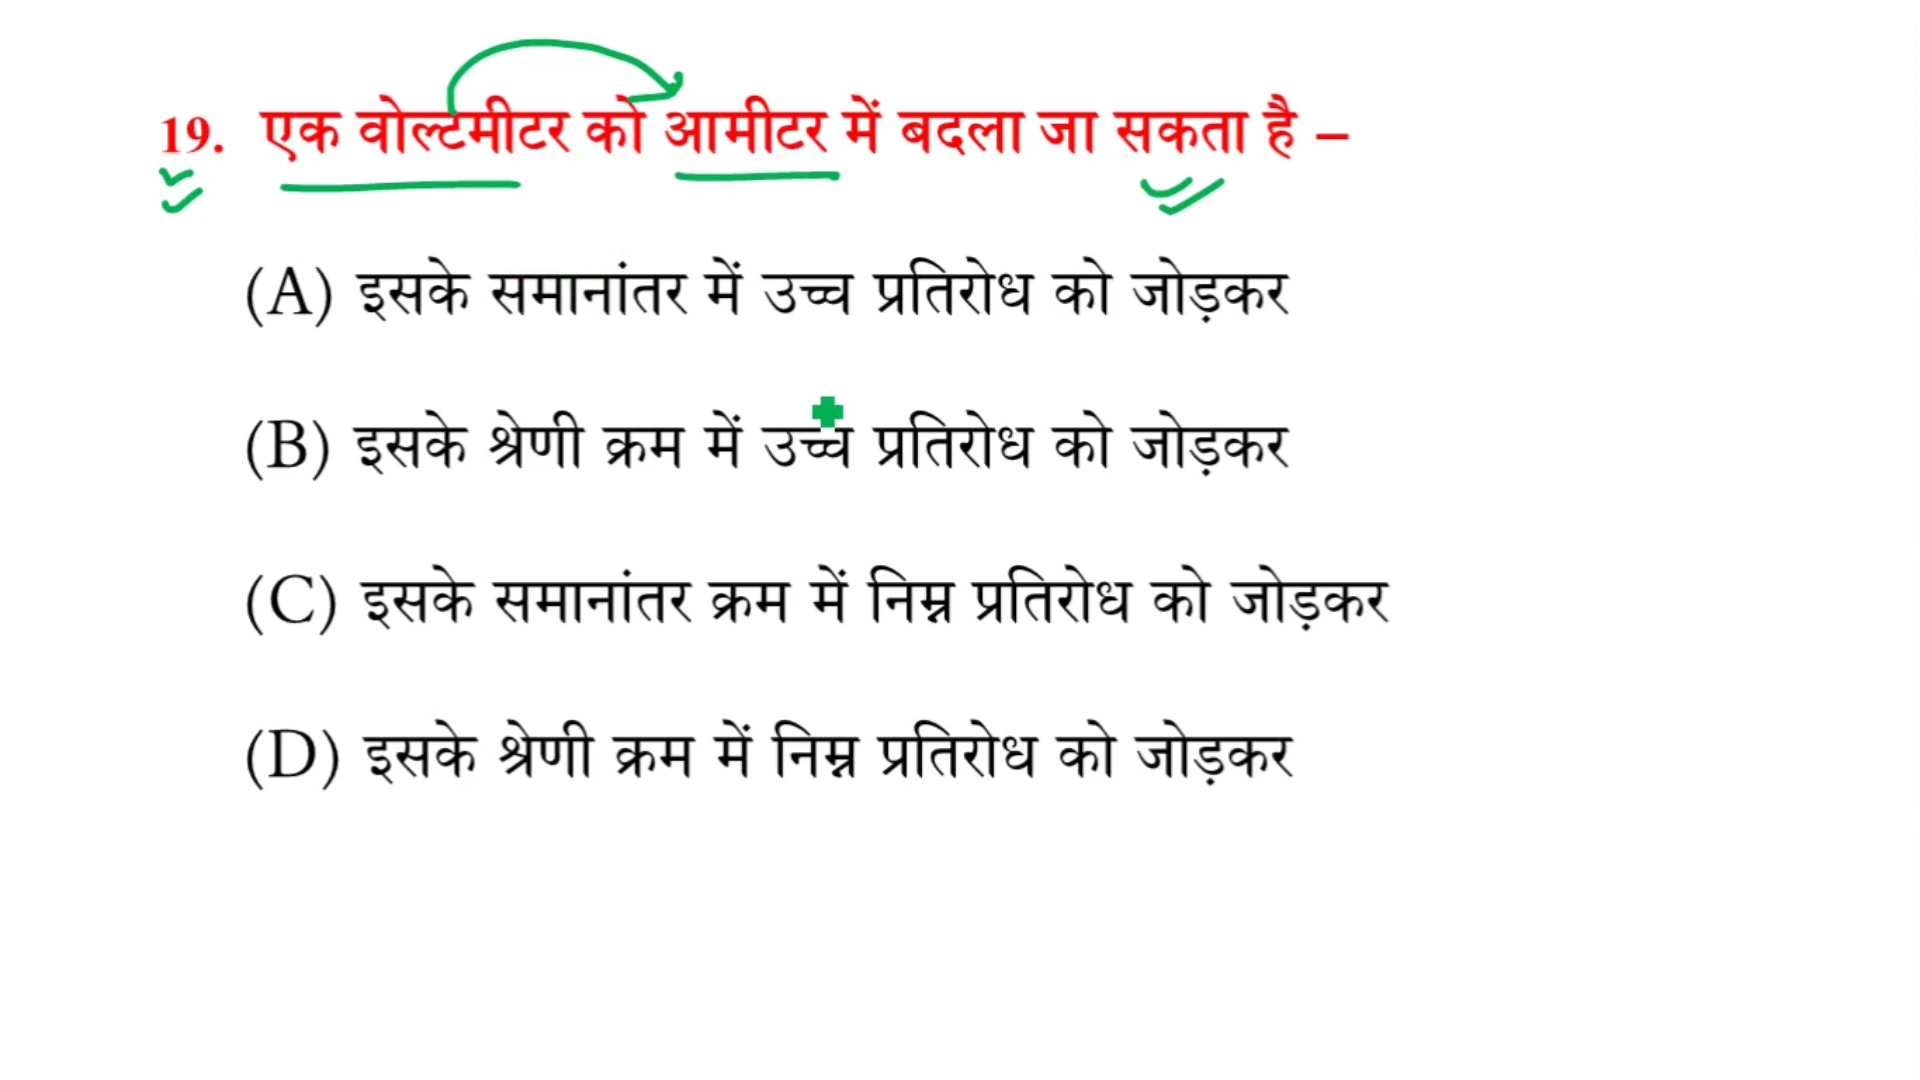 19. एक वोल्टमीटर को आमीटर में बदला जा सकता है –
(A) इसके समानांतर में उच्च प्रतिरोध को जोड़कर
(B) इसके श्रेणी क्रम में उच्च प्रतिरोध को जोड़कर
(C) इसके समानांतर क्रम में निम्न प्रतिरोध को जोड़कर
(D) इसके श्रेणी क्रम में निम्न प्रतिरोध को जोड़कर